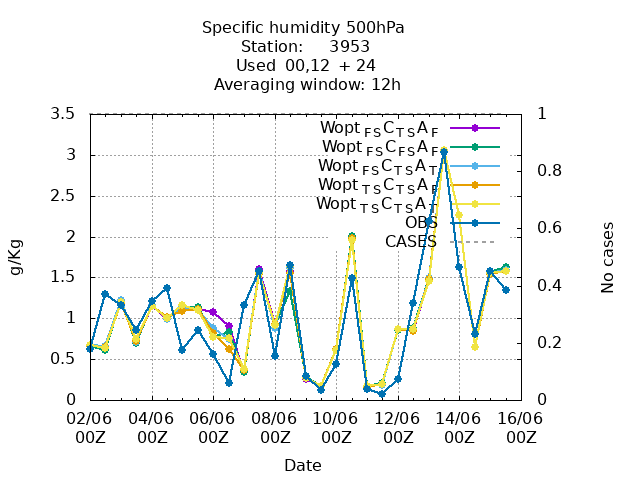 Specific humidity 500hPa
Station: 3953
Used 00,12 + 24
Averaging window: 12h
3.5
3
2.5
2
1.5
1
0.5
0
g/Kg
1
0.8
0.6
0.4
0.2
0
No cases
Wopt FS C TS A F
Wopt FS C FS A F
Wopt FS C TS A T
Wopt TS C TS A F
Wopt TS C TS A T
OBS
CASES
02/06 04/06 06/06 08/06 10/06 12/06 14/06 16/06
00Z 00Z 00Z 00Z 00Z 00Z 00Z 00Z
Date